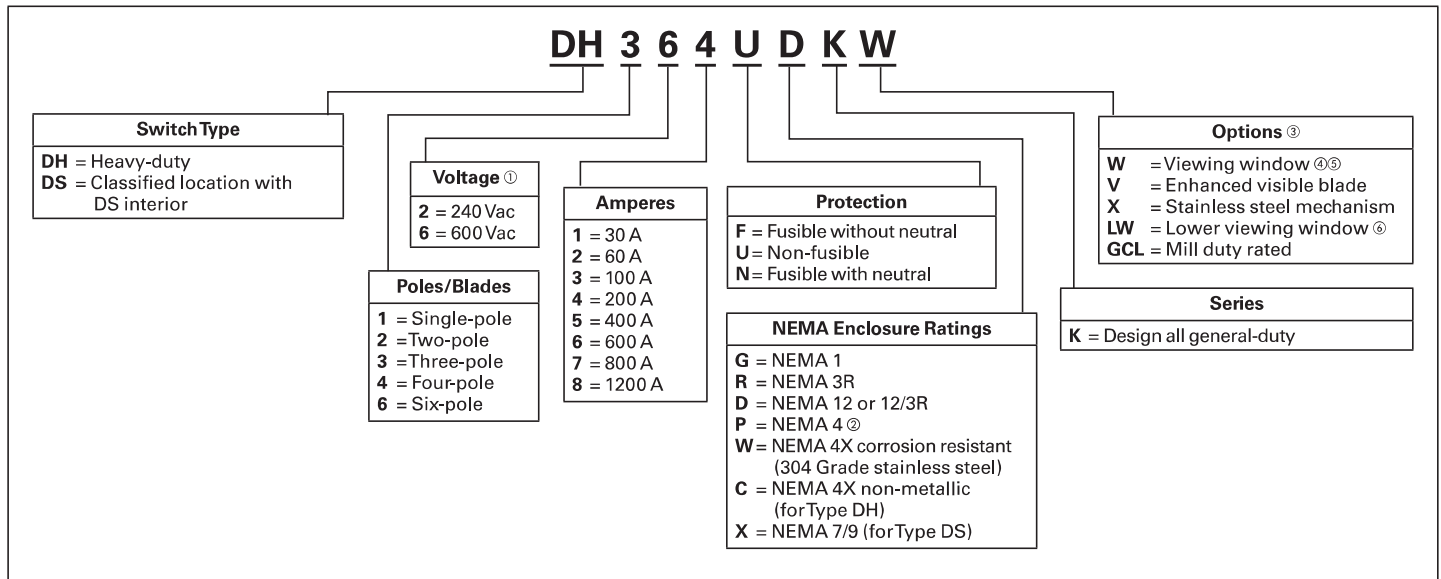 DH 3 6 4 U D K W
Switch Type
DH = Heavy-duty
DS = Classified location with
DS interior
Poles/Blades
1 = Single-pole
2 = Two-pole
3 = Three-pole
4 = Four-pole
6 = Six-pole
Voltage ①
2 = 240 Vac
6 = 600 Vac
Amperes
1 = 30 A
2 = 60 A
3 = 100 A
4 = 200 A
5 = 400 A
6 = 600 A
7 = 800 A
8 = 1200 A
Protection
F = Fusible without neutral
U = Non-fusible
N = Fusible with neutral
NEMA Enclosure Ratings
G = NEMA 1
R = NEMA 3R
D = NEMA 12 or 12/3R
P = NEMA 4 ②
W = NEMA 4X corrosion resistant
(304 Grade stainless steel)
C = NEMA 4X non-metallic
(for Type DH)
X = NEMA 7/9 (for Type DS)
Series
K = Design all general-duty
Options ③
W = Viewing window ④⑤
V = Enhanced visible blade
X = Stainless steel mechanism
LW = Lower viewing window ⑥
GCL = Mill duty rated